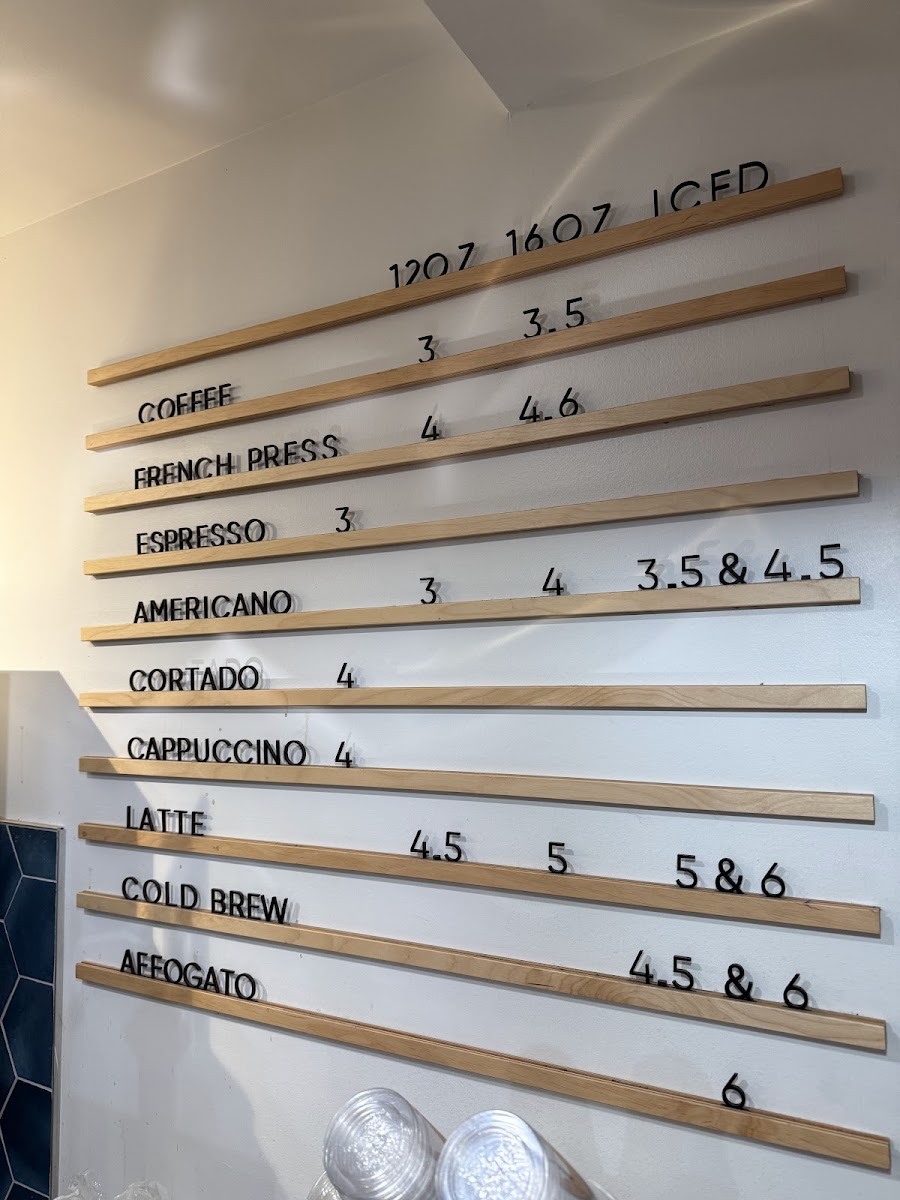 12OZ 16OZ ICED
COFFEE 3 3.5
FRENCH PRESS 4 4.6
ESPRESSO 3
AMERICANO 3 4 3.5 & 4.5
CORTADO 4
CAPPUCCINO 4
LATTE 4.5 5 5 & 6
COLD BREW 4.5 & 6
AFFOGATO 6